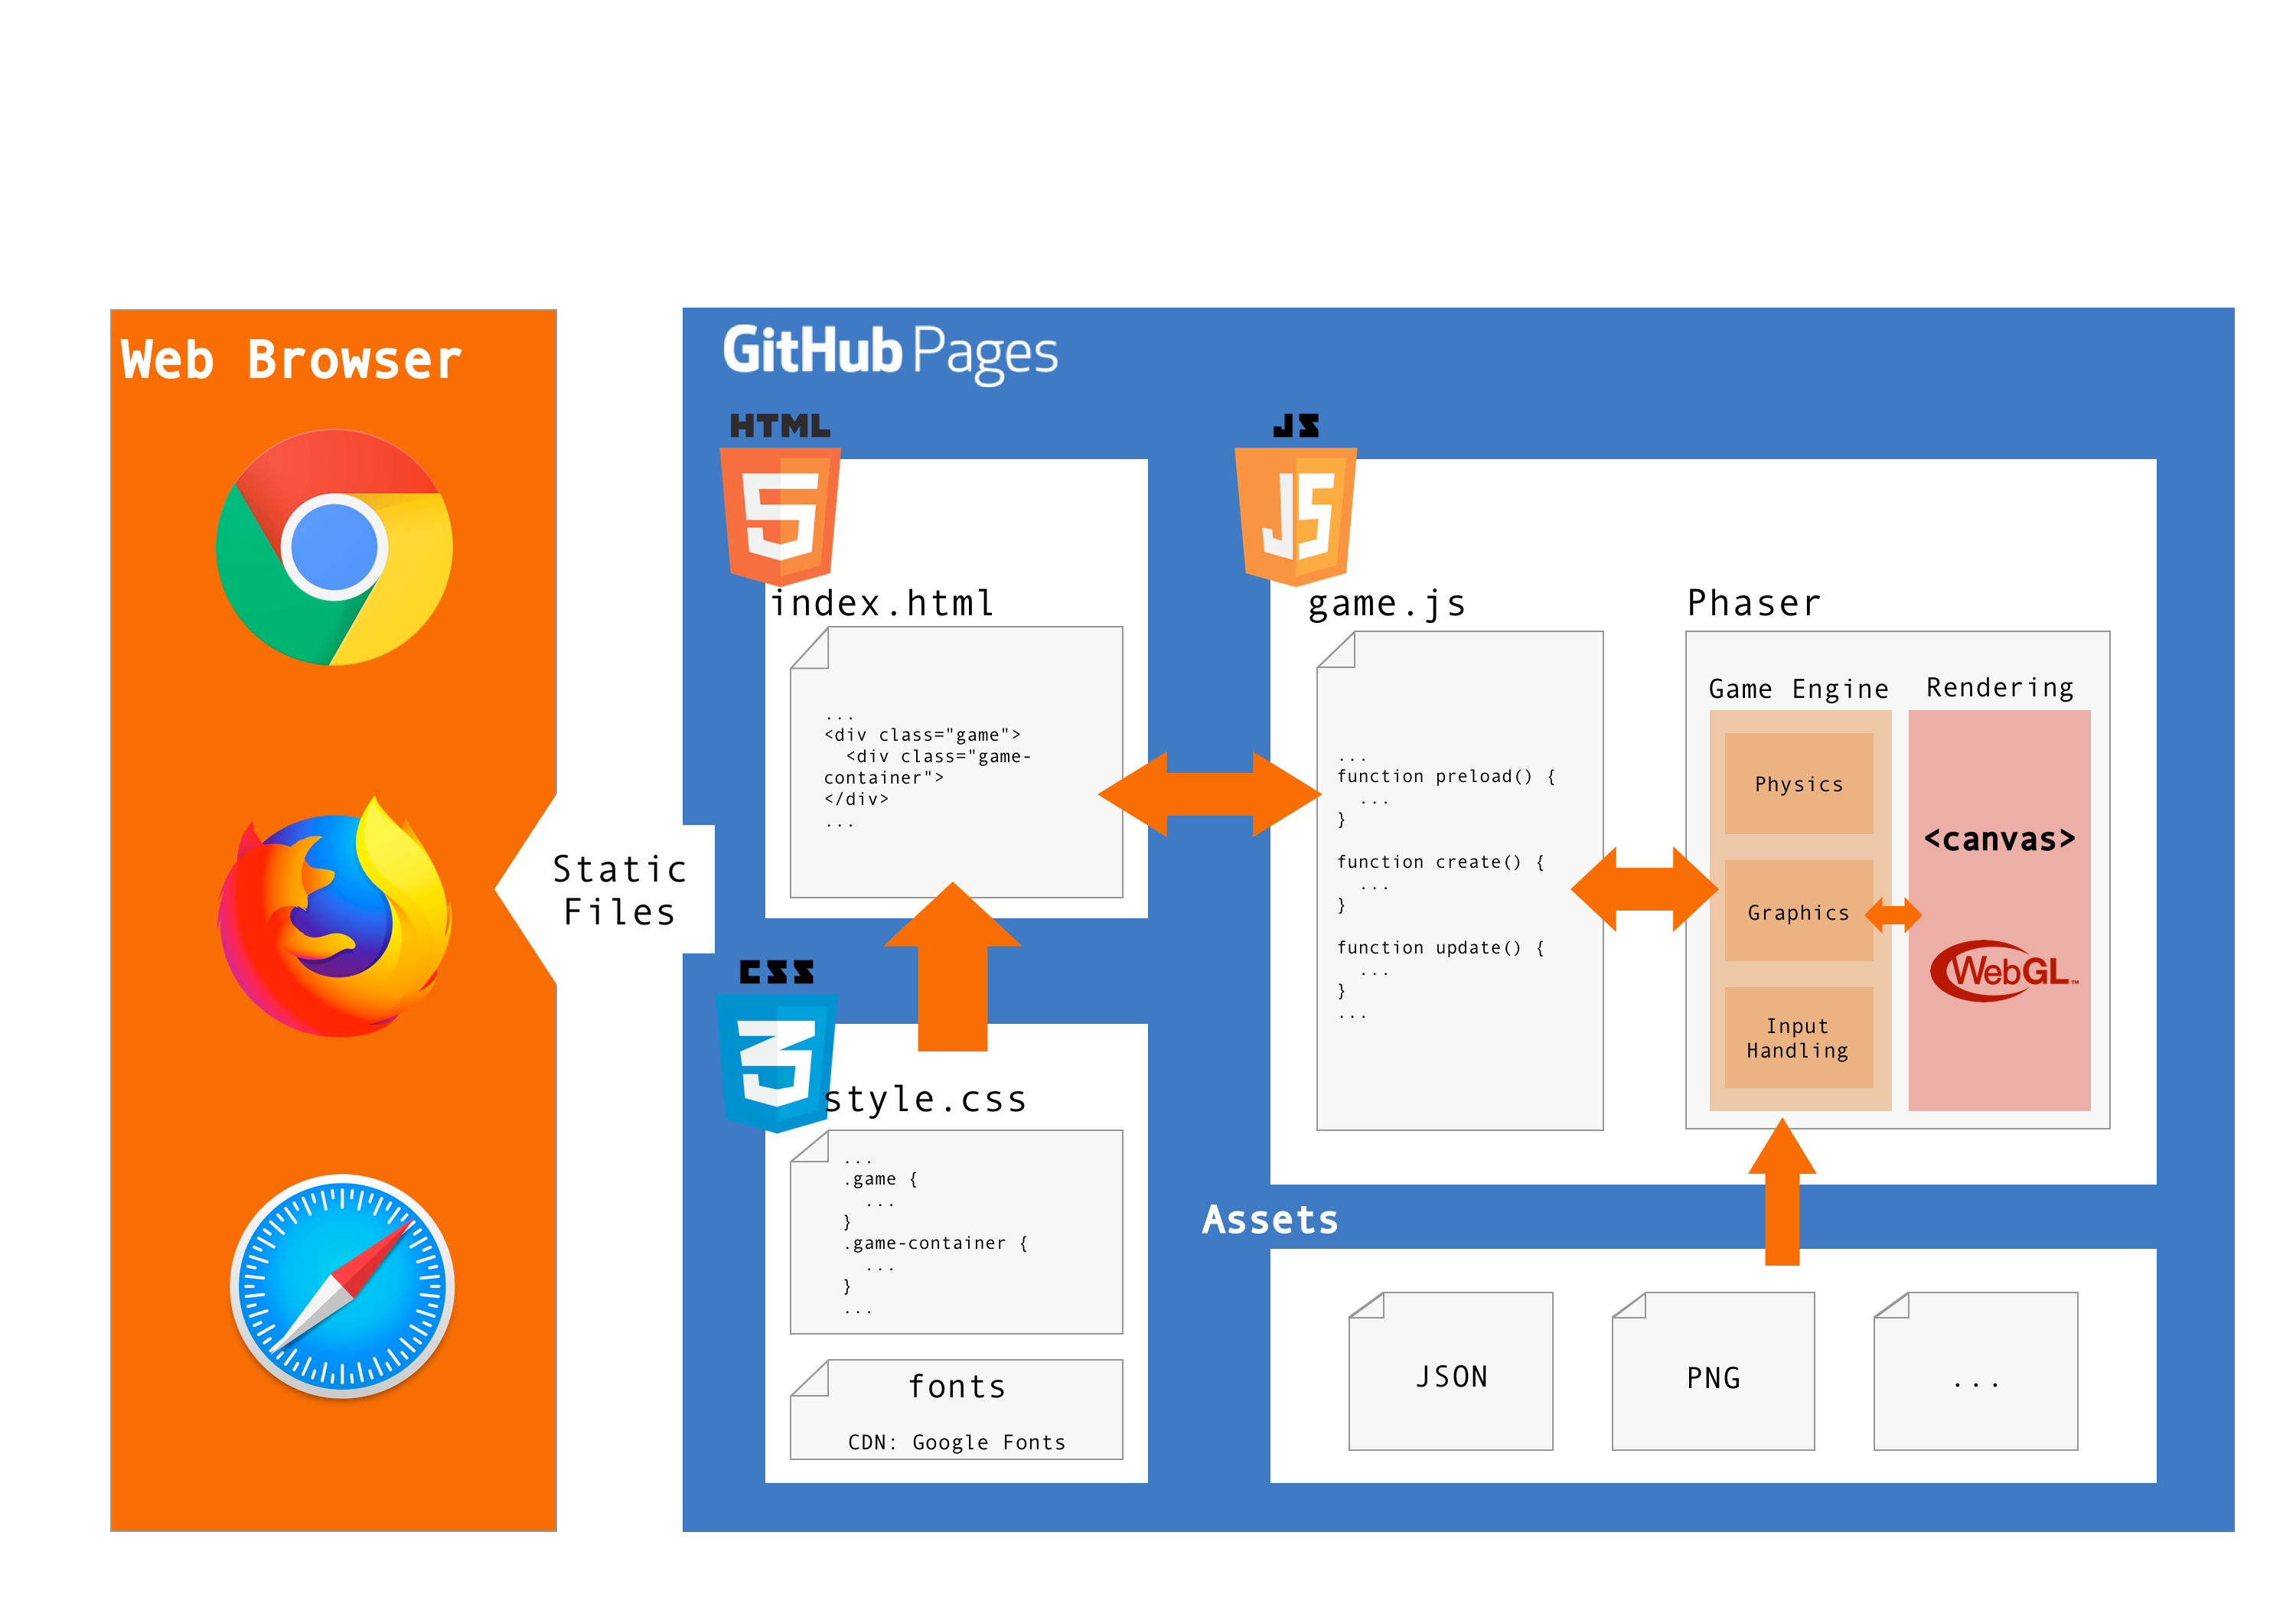 Web Browser
Static
Files
GitHub Pages
HTML
5
index.html
...
<div class="game">
  <div class="game-
container">
</div>
...
CSS
3
style.css
...
.game {
  ...
}
.game-container {
  ...
}
...
fonts
CDN: Google Fonts
JS
JS
game.js
...
function preload() {
  ...
}
function create() {
  ...
}
function update() {
  ...
}
...
Phaser
Game Engine
Physics
Graphics
Input
Handling
Rendering
<canvas>
WebGL™
Assets
JSON
PNG
...